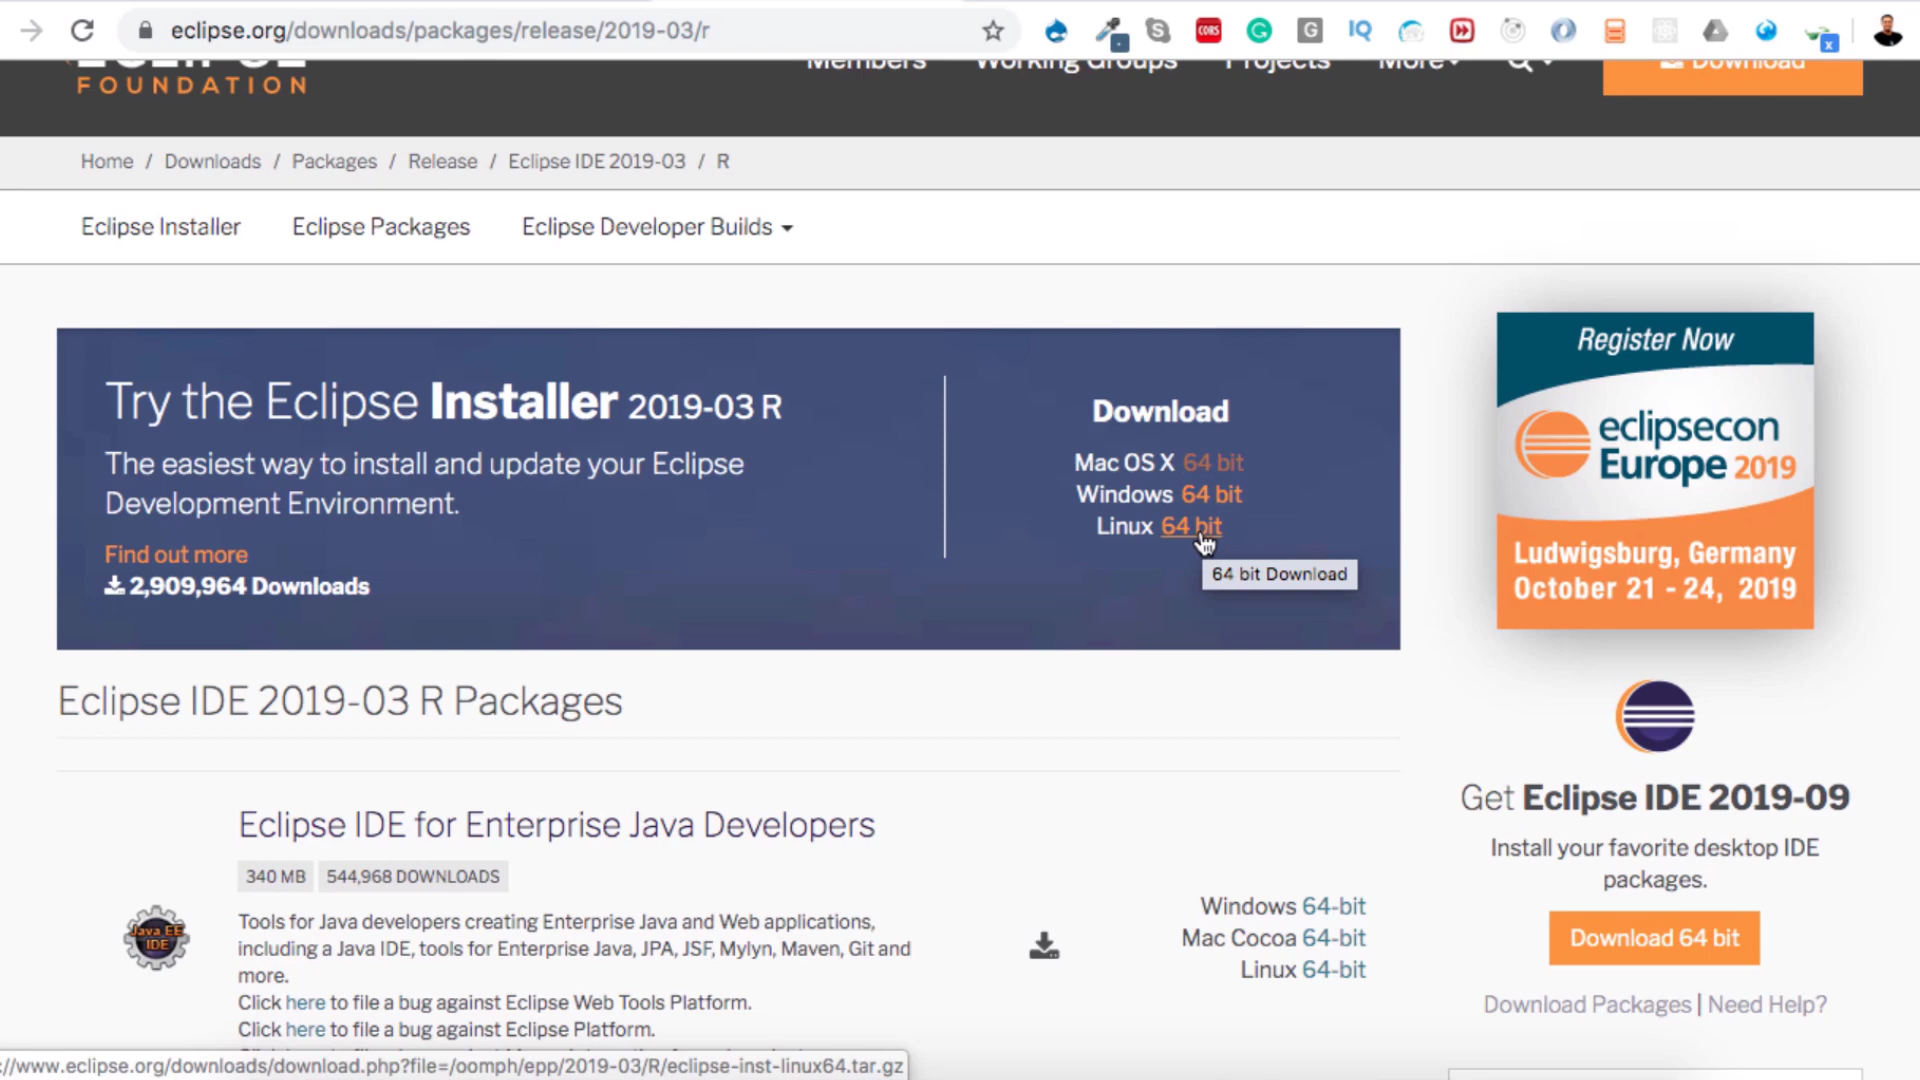 eclipse.org/downloads/packages/release/2019-03/r
CORS
G
IQ
x
FOUNDATION
Members
Working Groups
Projects
More
Download
Home / Downloads / Packages / Release / Eclipse IDE 2019-03 / R
Eclipse Installer
Eclipse Packages
Eclipse Developer Builds
Try the Eclipse Installer 2019-03 R
The easiest way to install and update your Eclipse
Development Environment.
Find out more
2,909,964 Downloads
Download
Mac OS X 64 bit
Windows 64 bit
Linux 64 bit
64 bit Download
Register Now
eclipsecon
Europe 2019
Ludwigsburg, Germany
October 21 - 24, 2019
Eclipse IDE 2019-03 R Packages
Eclipse IDE for Enterprise Java Developers
340 MB
544,968 DOWNLOADS
Java EE
IDE
Tools for Java developers creating Enterprise Java and Web applications,
including a Java IDE, tools for Enterprise Java, JPA, JSF, Mylyn, Maven, Git and
more.
Click here to file a bug against Eclipse Web Tools Platform.
Click here to file a bug against Eclipse Platform.
Windows 64-bit
Mac Cocoa 64-bit
Linux 64-bit
Get Eclipse IDE 2019-09
Install your favorite desktop IDE
packages.
Download 64 bit
Download Packages | Need Help?
://www.eclipse.org/downloads/download.php?file=/oomph/epp/2019-03/R/eclipse-inst-linux64.tar.gz